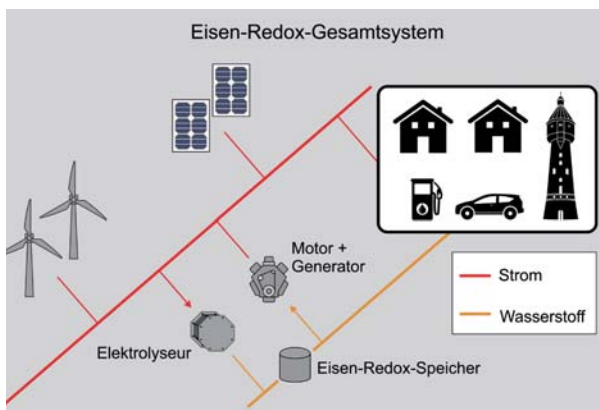 Eisen-Redox-Gesamtsystem
Motor +
Generator
Elektrolyseur
Eisen-Redox-Speicher
Strom
Wasserstoff